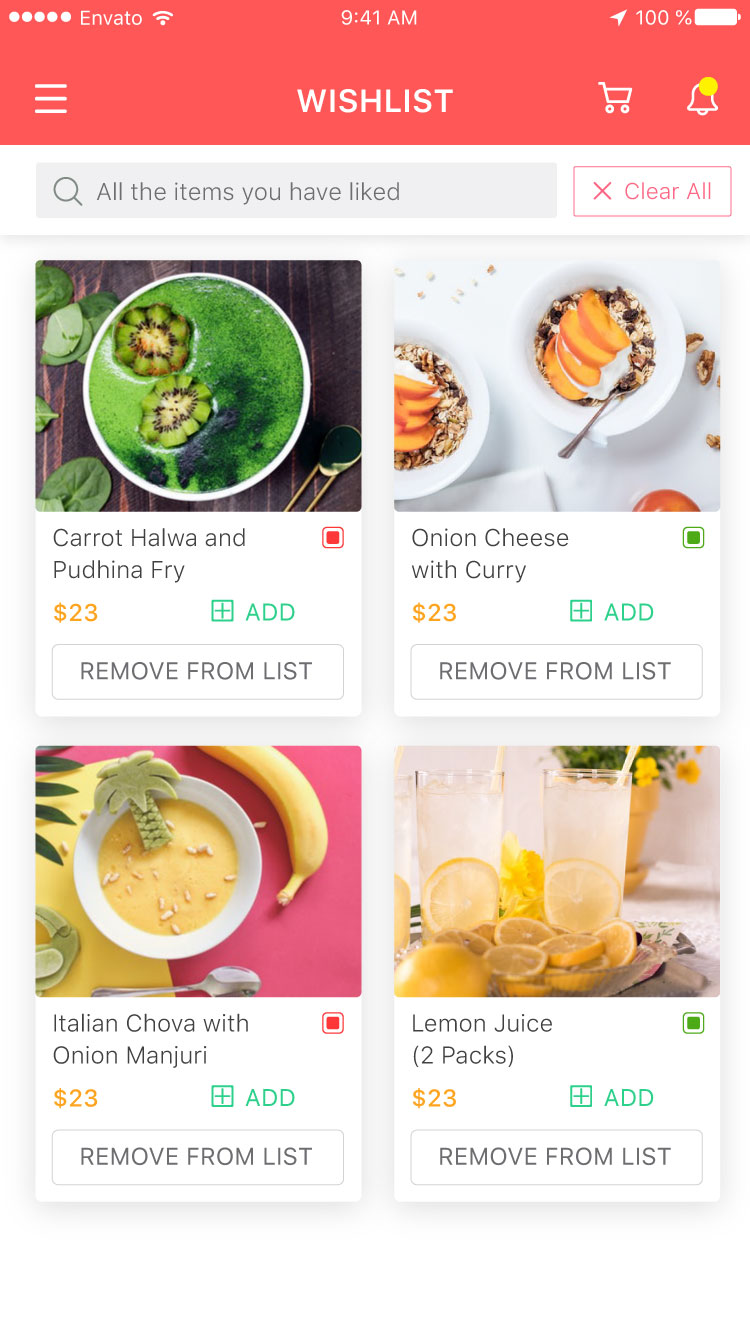 Envato 9:41 AM 100 %
WISHLIST
All the items you have liked
Clear All
Carrot Halwa and
Pudhina Fry
$23 ADD
REMOVE FROM LIST
Onion Cheese
with Curry
$23 ADD
REMOVE FROM LIST
Italian Chova with
Onion Manjuri
$23 ADD
REMOVE FROM LIST
Lemon Juice
(2 Packs)
$23 ADD
REMOVE FROM LIST